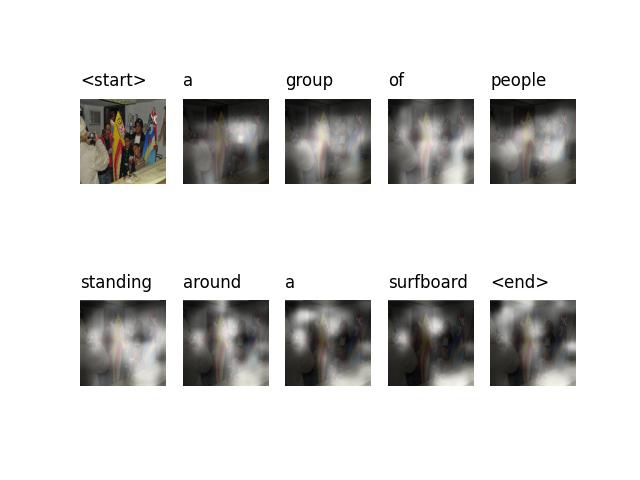 <start> a group of people
standing around a surfboard <end>